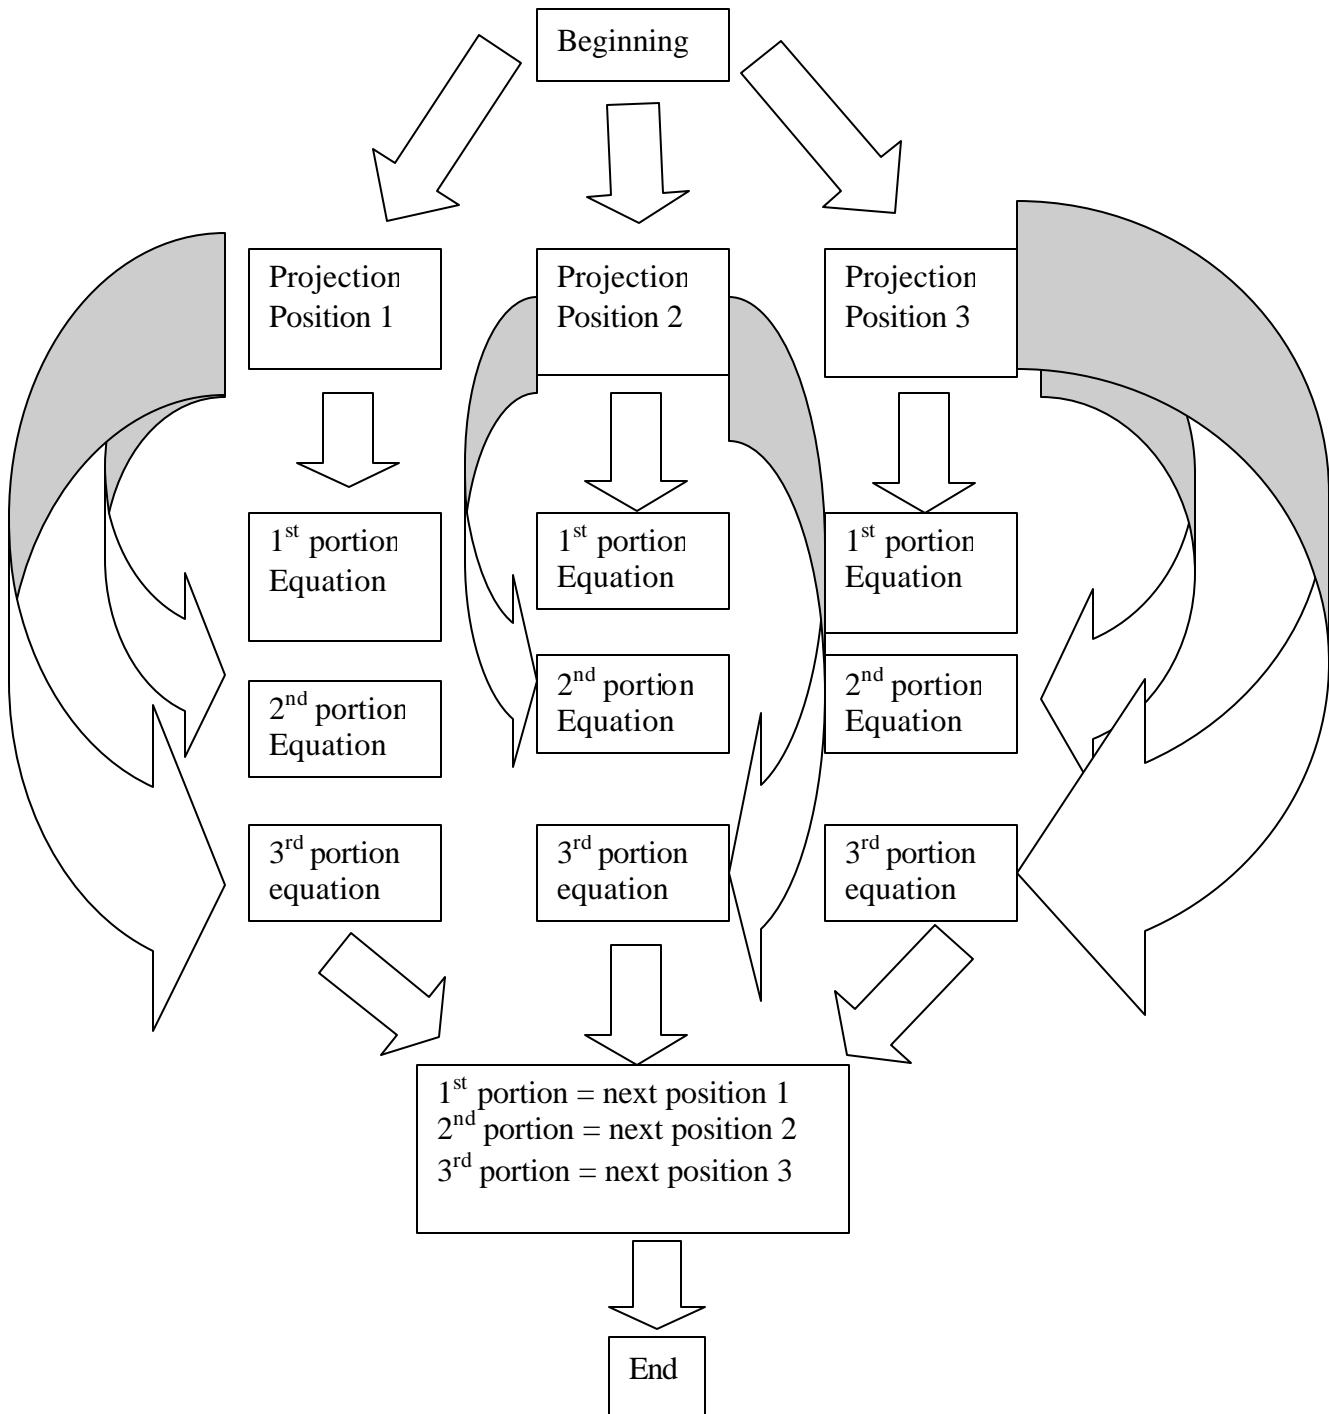 Beginning
Projection
Position 1
Projection
Position 2
Projection
Position 3
1st portion
Equation
1st portion
Equation
1st portion
Equation
2nd portion
Equation
2nd portion
Equation
2nd portion
Equation
3rd portion
equation
3rd portion
equation
3rd portion
equation
1st portion = next position 1
2nd portion = next position 2
3rd portion = next position 3
End